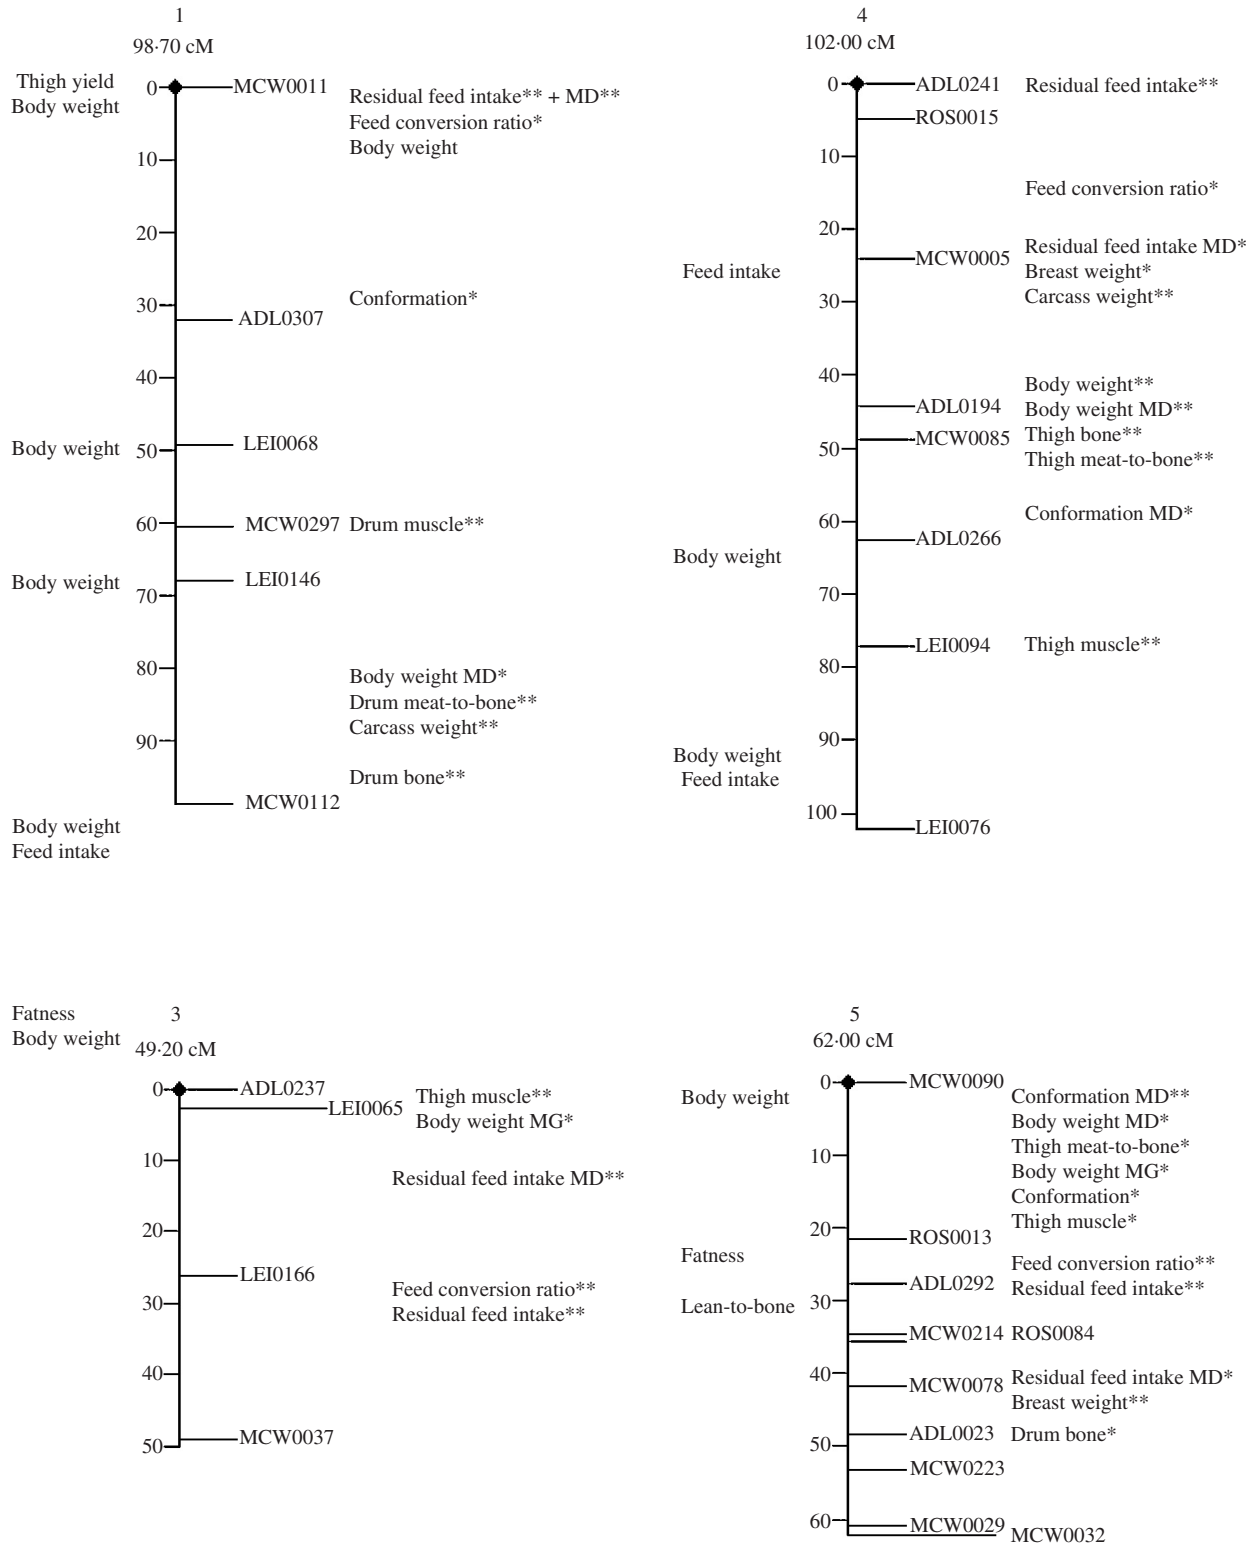 1
98·70 cM
Thigh yield
Body weight
0
MCW0011
Residual feed intake** + MD**
Feed conversion ratio*
Body weight
10
20
Conformation*
30
ADL0307
40
Body weight
50
LEI0068
60
MCW0297
Drum muscle**
Body weight
LEI0146
70
80
Body weight MD*
Drum meat-to-bone**
Carcass weight**
90
Drum bone**
MCW0112
Body weight
Feed intake
4
102·00 cM
0
ADL0241
Residual feed intake**
ROS0015
10
Feed conversion ratio*
20
MCW0005
Residual feed intake MD*
Breast weight*
Carcass weight**
Feed intake
30
40
Body weight**
ADL0194
Body weight MD**
MCW0085
Thigh bone**
50
Thigh meat-to-bone**
60
Conformation MD*
ADL0266
Body weight
70
LEI0094
Thigh muscle**
80
90
Body weight
Feed intake
100
LEI0076
Fatness
Body weight
3
49·20 cM
0
ADL0237
LEI0065
Thigh muscle**
Body weight MG*
10
Residual feed intake MD**
20
LEI0166
30
Feed conversion ratio**
Residual feed intake**
40
50
MCW0037
5
62·00 cM
0
MCW0090
Body weight
Conformation MD**
Body weight MD*
Thigh meat-to-bone*
10
Body weight MG*
Conformation*
Thigh muscle*
20
ROS0013
Fatness
Feed conversion ratio**
ADL0292
Residual feed intake**
Lean-to-bone
30
MCW0214 ROS0084
40
MCW0078
Residual feed intake MD*
Breast weight**
ADL0023
Drum bone*
50
MCW0223
60
MCW0029
MCW0032